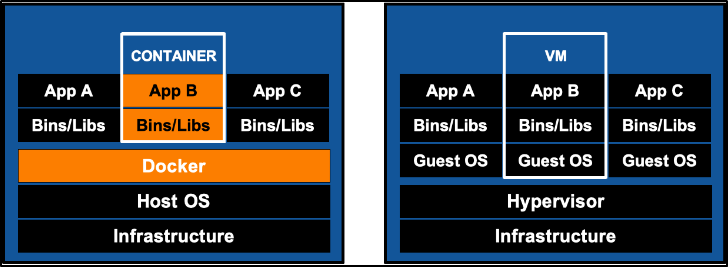 CONTAINER
App A App B App C
Bins/Libs Bins/Libs Bins/Libs
Docker
Host OS
Infrastructure
VM
App A App B App C
Bins/Libs Bins/Libs Bins/Libs
Guest OS Guest OS Guest OS
Hypervisor
Infrastructure